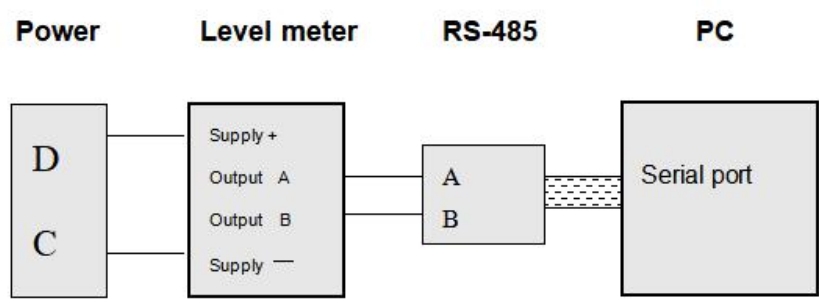 Power Level meter RS-485 PC
D
C
Supply +
Output A
Output B
Supply —
A
B
Serial port